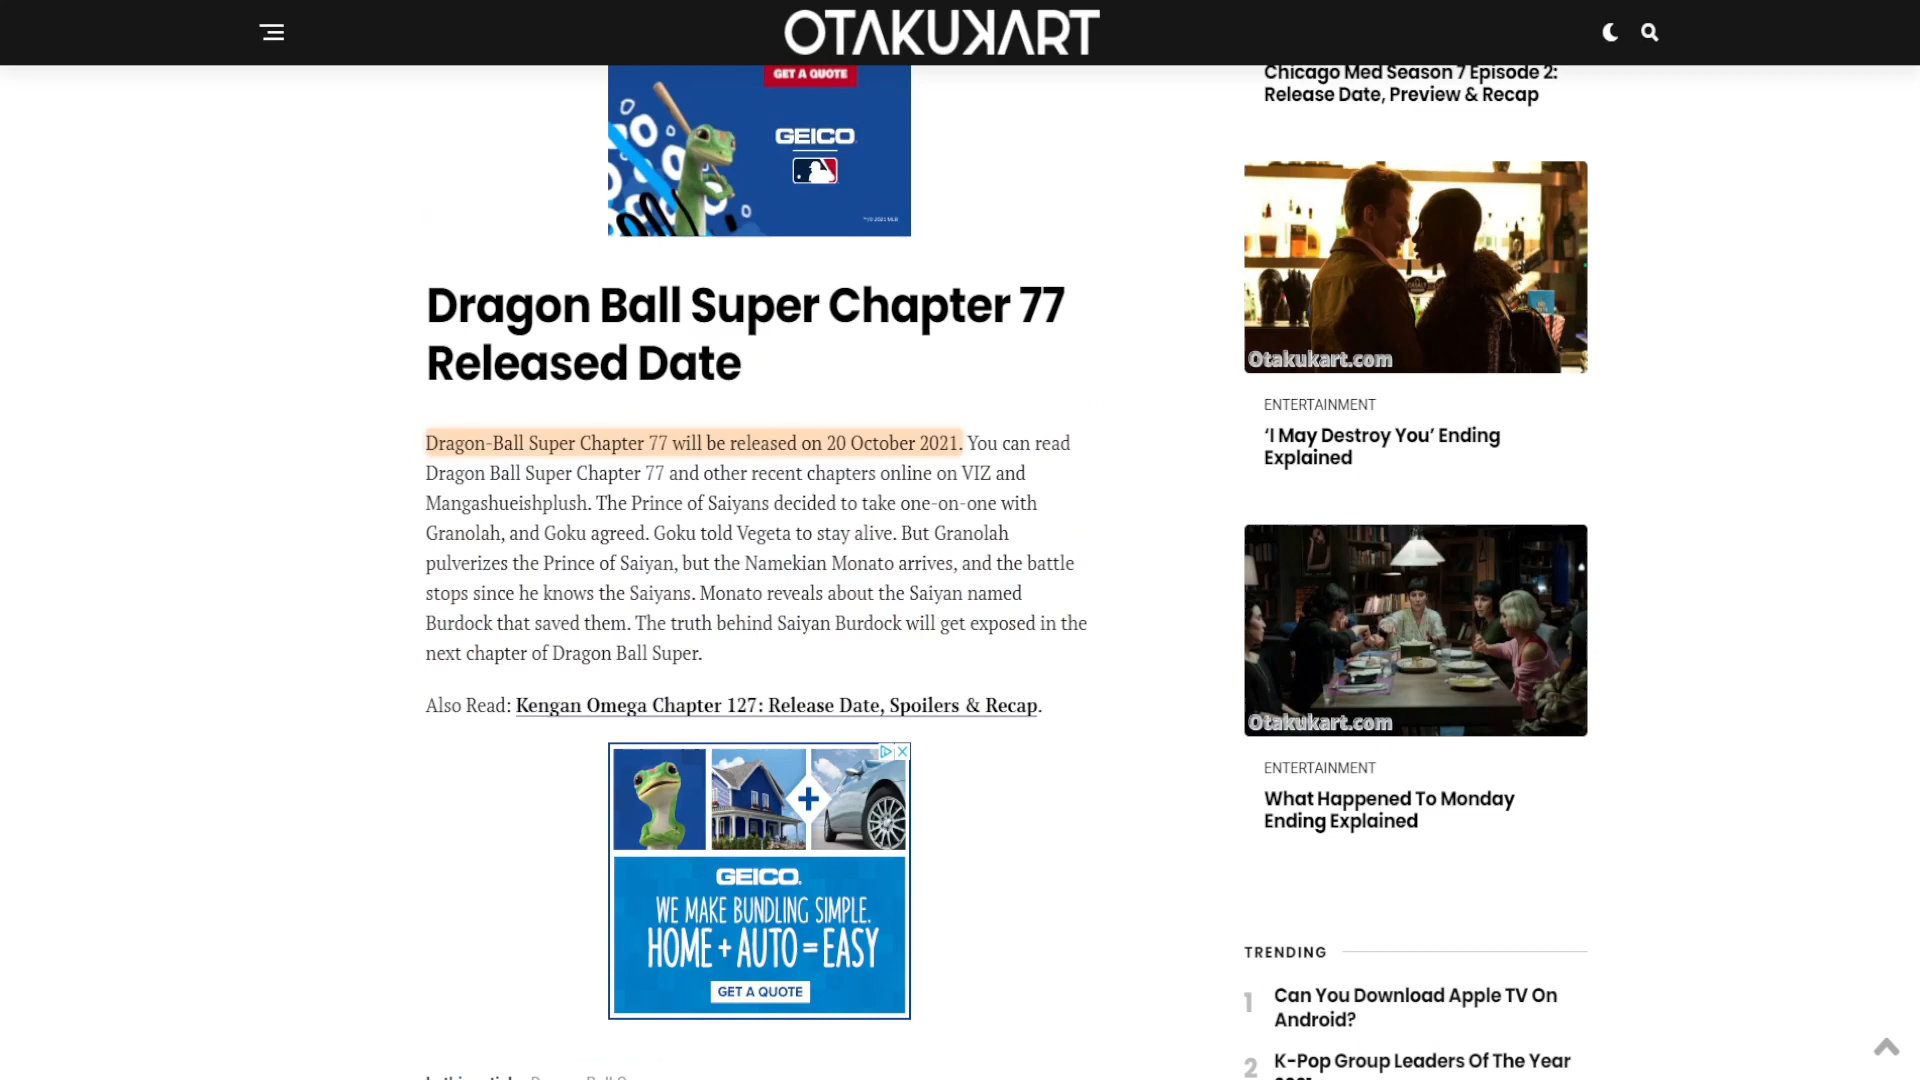 OTAKUKART
GET A QUOTE
GEICO
Dragon Ball Super Chapter 77
Released Date
Dragon-Ball Super Chapter 77 will be released on 20 October 2021. You can read
Dragon Ball Super Chapter 77 and other recent chapters online on VIZ and
Mangashueishplush. The Prince of Saiyans decided to take one-on-one with
Granolah, and Goku agreed. Goku told Vegeta to stay alive. But Granolah
pulverizes the Prince of Saiyan, but the Namekian Monato arrives, and the battle
stops since he knows the Saiyans. Monato reveals about the Saiyan named
Burdock that saved them. The truth behind Saiyan Burdock will get exposed in the
next chapter of Dragon Ball Super.
Also Read: Kengan Omega Chapter 127: Release Date, Spoilers & Recap.
GEICO.
WE MAKE BUNDLING SIMPLE.
HOME + AUTO = EASY
GET A QUOTE
Chicago Med Season 7 Episode 2:
Release Date, Preview & Recap
Otakukart.com
ENTERTAINMENT
‘I May Destroy You’ Ending
Explained
Otakukart.com
ENTERTAINMENT
What Happened To Monday
Ending Explained
TRENDING
1 Can You Download Apple TV On
Android?
2 K-Pop Group Leaders Of The Year